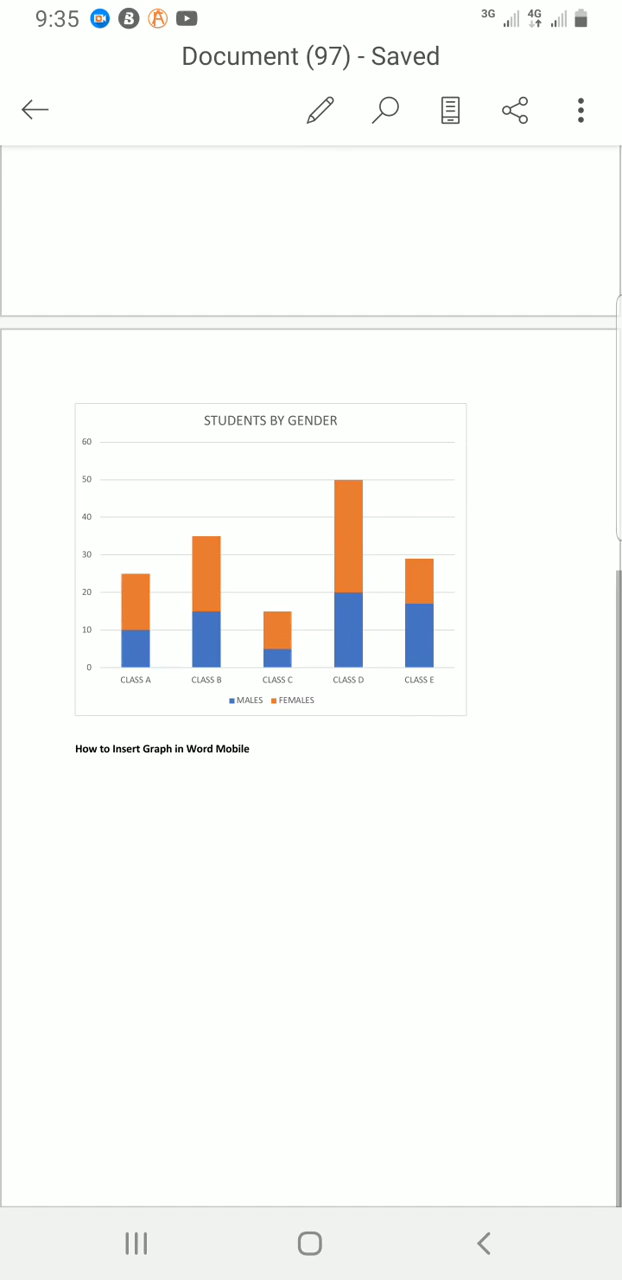 9:35
3G 4G
Document (97) - Saved
STUDENTS BY GENDER
60
50
40
30
20
10
0
CLASS A CLASS B CLASS C CLASS D CLASS E
MALES FEMALES
How to Insert Graph in Word Mobile